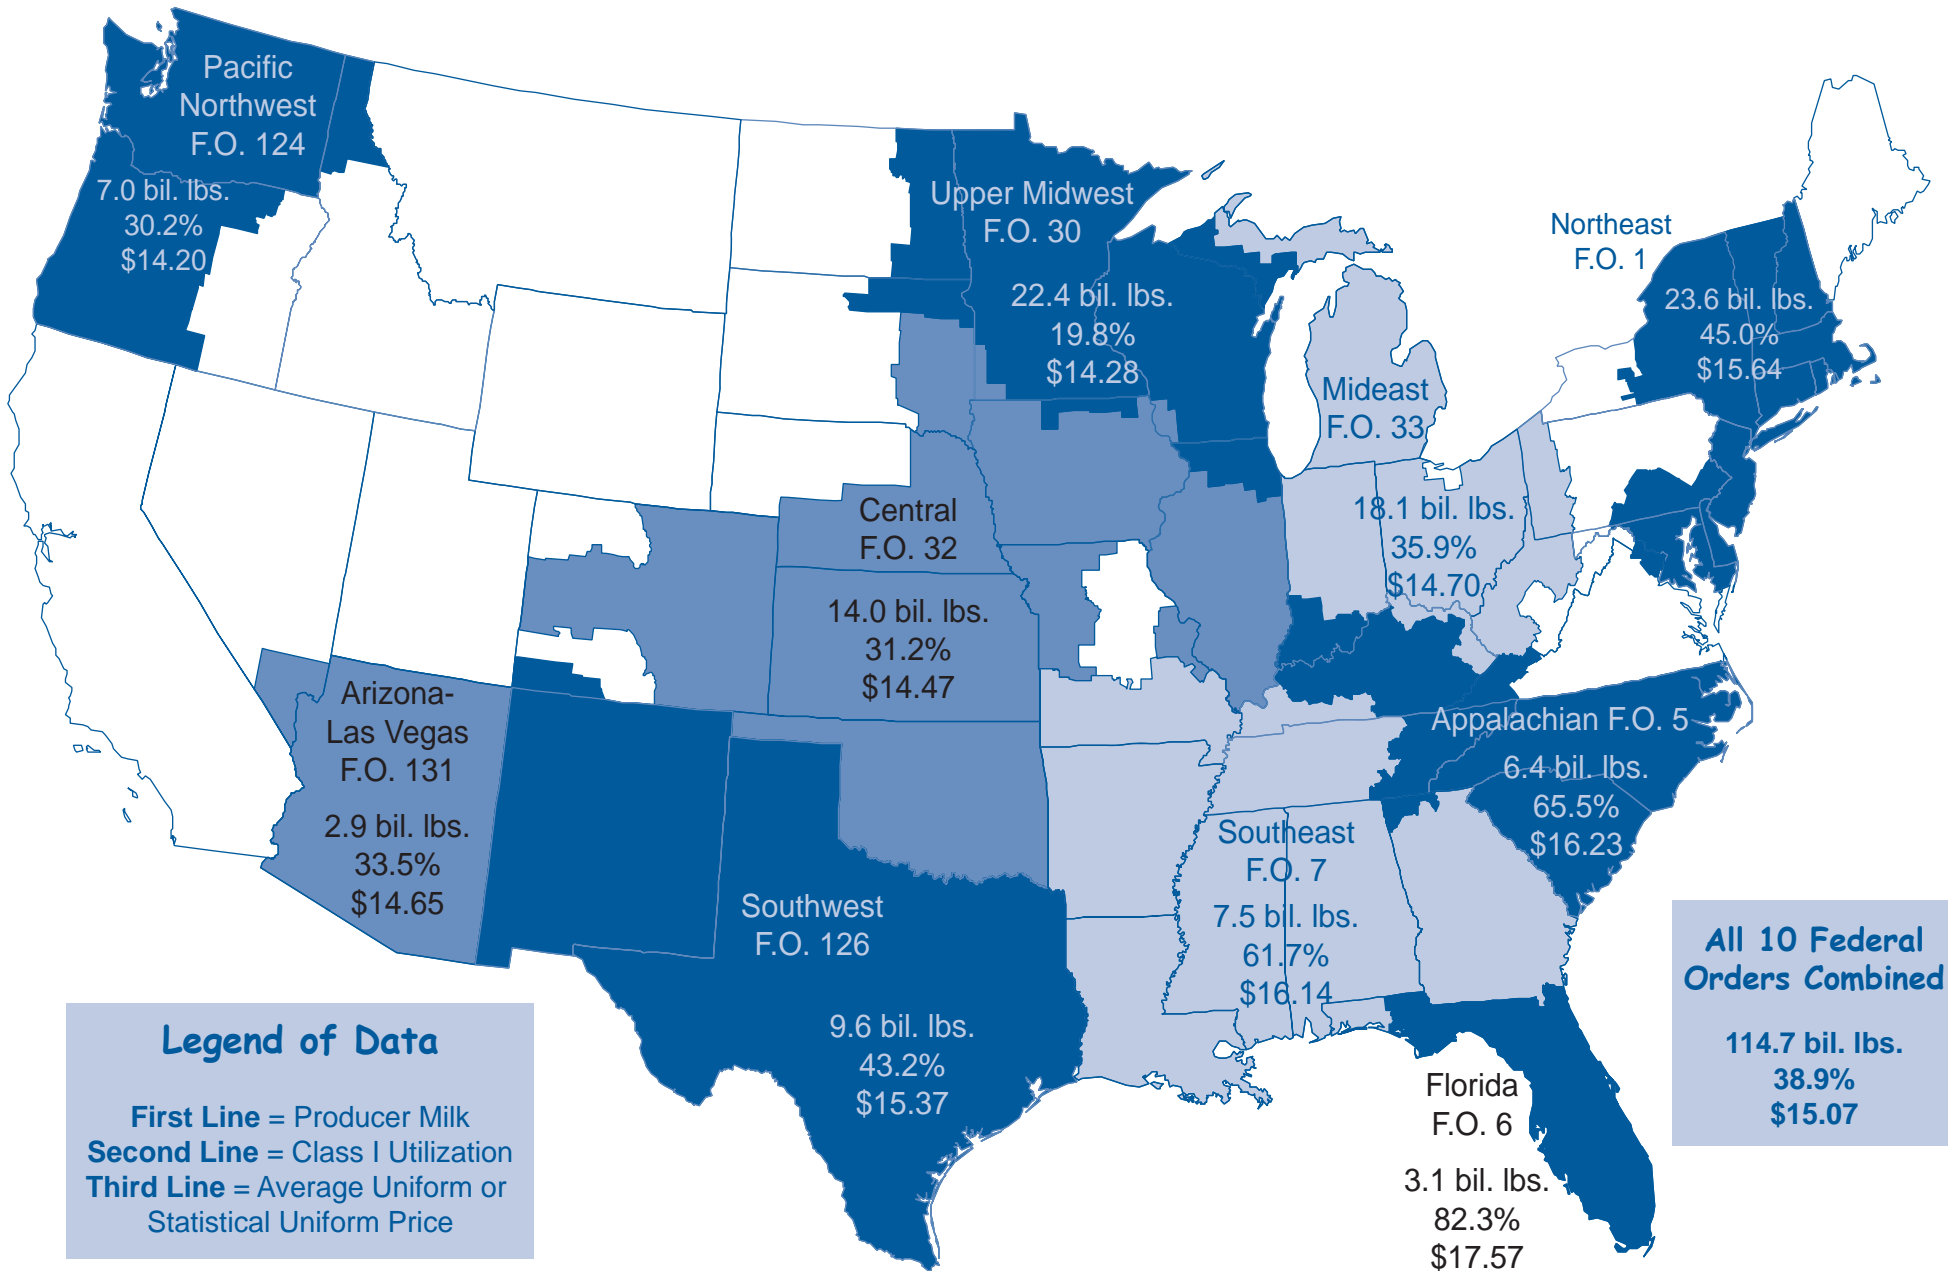 Pacific
Northwest
F.O. 124
7.0 bil. lbs.
30.2%
$14.20
Upper Midwest
F.O. 30
22.4 bil. lbs.
19.8%
$14.28
Northeast
F.O. 1
23.6 bil. lbs.
45.0%
$15.64
Mideast
F.O. 33
18.1 bil. lbs.
35.9%
$14.70
Central
F.O. 32
14.0 bil. lbs.
31.2%
$14.47
Arizona-
Las Vegas
F.O. 131
2.9 bil. lbs.
33.5%
$14.65
Appalachian F.O. 5
6.4 bil. lbs.
65.5%
$16.23
Southeast
F.O. 7
7.5 bil. lbs.
61.7%
$16.14
Southwest
F.O. 126
9.6 bil. lbs.
43.2%
$15.37
Florida
F.O. 6
3.1 bil. lbs.
82.3%
$17.57
All 10 Federal
Orders Combined
114.7 bil. lbs.
38.9%
$15.07
Legend of Data
First Line = Producer Milk
Second Line = Class I Utilization
Third Line = Average Uniform or
Statistical Uniform Price